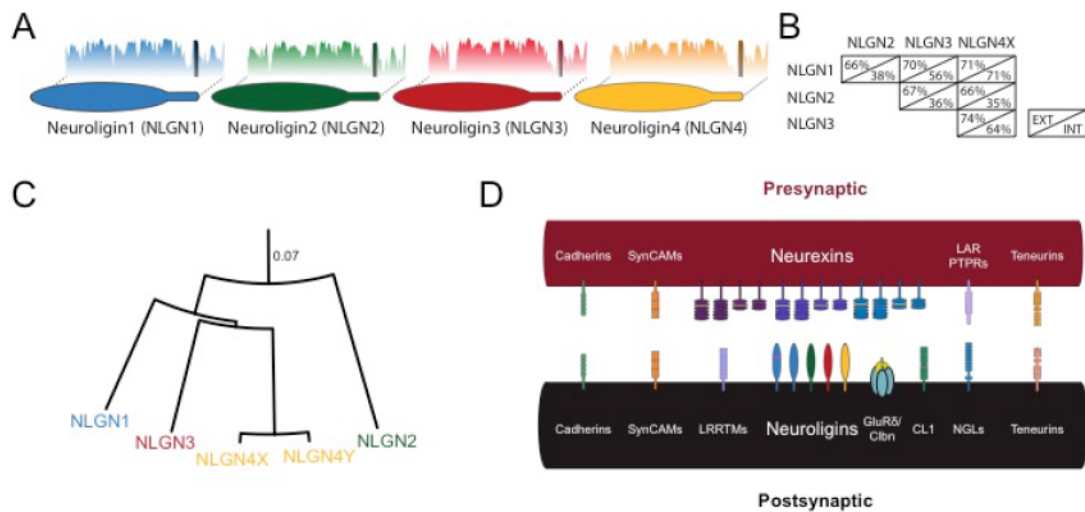 A
Neuroligin1 (NLGN1)
Neuroligin2 (NLGN2)
Neuroligin3 (NLGN3)
Neuroligin4 (NLGN4)
B
NLGN2 NLGN3 NLGN4X
NLGN1 66% 38% 70% 56% 71% 71%
NLGN2 67% 36% 66% 35%
NLGN3 74% 64%
EXT INT
C
0.07
NLGN1
NLGN3
NLGN4X
NLGN4Y
NLGN2
D
Presynaptic
Cadherins SynCAMs Neurexins LAR PTPRs Teneurins
Cadherins SynCAMs LRRTMs Neuroligins GluRδ/ Clbn CL1 NGLs Teneurins
Postsynaptic